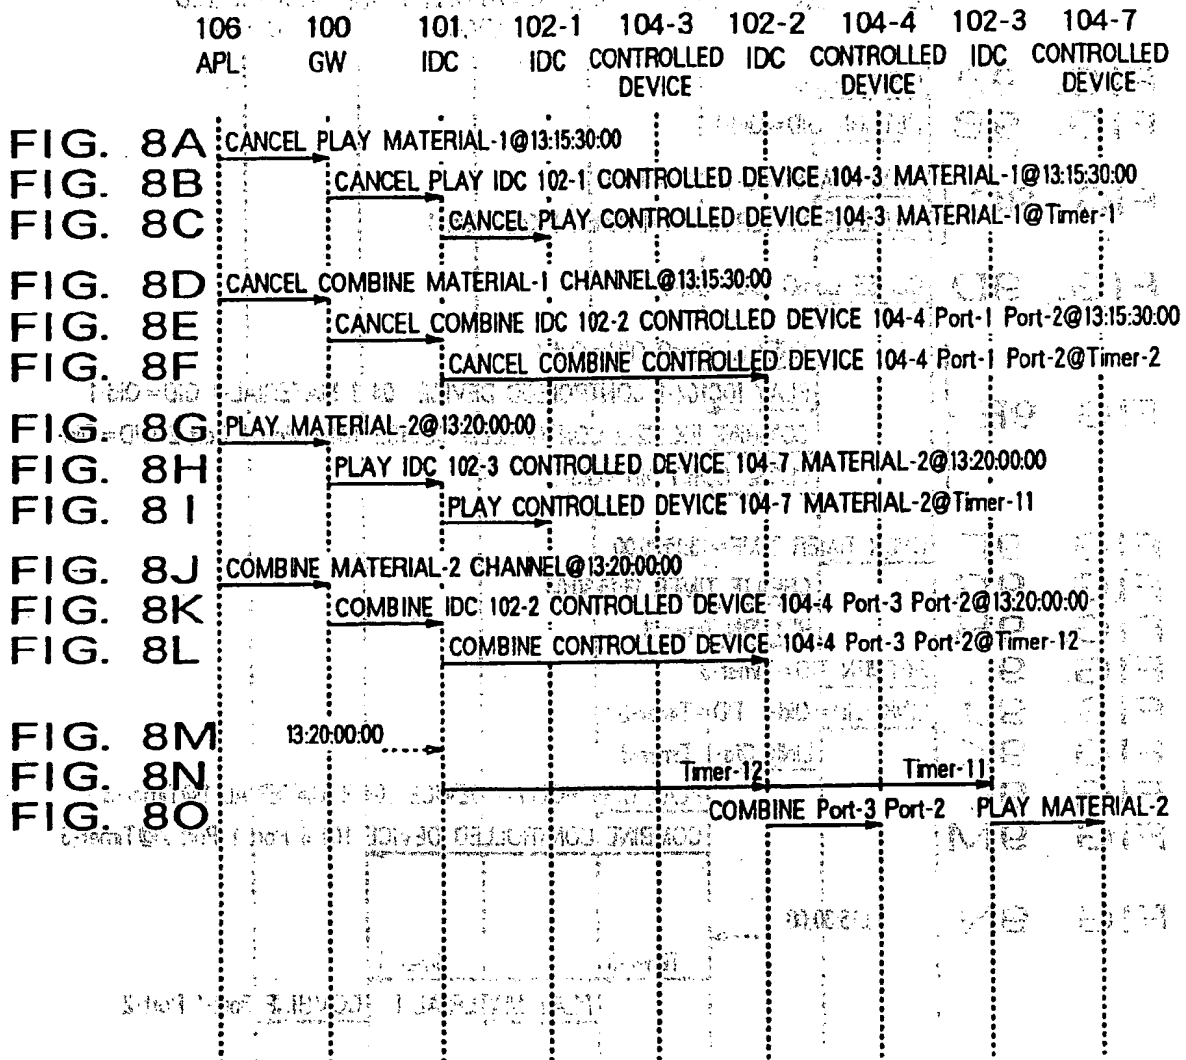 106 100 101 102-1 104-3 102-2 104-4 102-3 104-7
APL GW IDC IDC CONTROLLED DEVICE IDC CONTROLLED DEVICE IDC CONTROLLED DEVICE
FIG. 8A CANCEL PLAY MATERIAL-1@13:15:30:00
FIG. 8B CANCEL PLAY IDC 102-1 CONTROLLED DEVICE 104-3 MATERIAL-1@13:15:30:00
FIG. 8C CANCEL PLAY CONTROLLED DEVICE 104-3 MATERIAL-1@Timer-1
FIG. 8D CANCEL COMBINE MATERIAL-1 CHANNEL@13:15:30:00
FIG. 8E CANCEL COMBINE IDC 102-2 CONTROLLED DEVICE 104-4 Port-1 Port-2@13:15:30:00
FIG. 8F CANCEL COMBINE CONTROLLED DEVICE 104-4 Port-1 Port-2@Timer-2
FIG. 8G PLAY MATERIAL-2@13:20:00:00
FIG. 8H PLAY IDC 102-3 CONTROLLED DEVICE 104-7 MATERIAL-2@13:20:00:00
FIG. 8I PLAY CONTROLLED DEVICE 104-7 MATERIAL-2@Timer-11
FIG. 8J COMBINE MATERIAL-2 CHANNEL@13:20:00:00
FIG. 8K COMBINE IDC 102-2 CONTROLLED DEVICE 104-4 Port-3 Port-2@13:20:00:00
FIG. 8L COMBINE CONTROLLED DEVICE 104-4 Port-3 Port-2@Timer-12
FIG. 8M 13:20:00:00
FIG. 8N Timer-12 Timer-11
FIG. 8O COMBINE Port-3 Port-2 PLAY MATERIAL-2